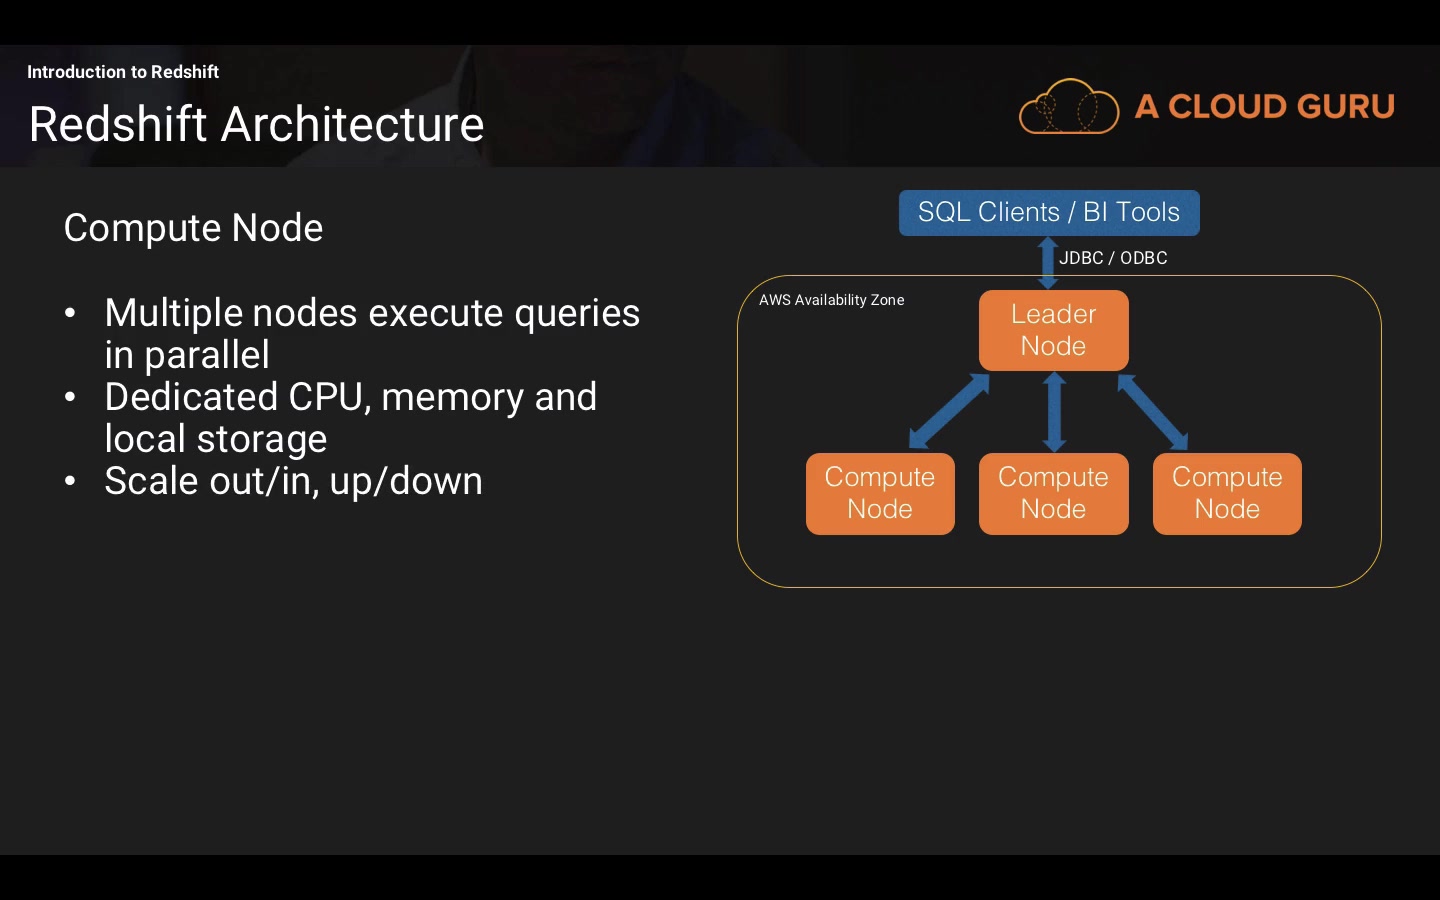 Introduction to Redshift
Redshift Architecture
A CLOUD GURU
Compute Node
• Multiple nodes execute queries
in parallel
• Dedicated CPU, memory and
local storage
• Scale out/in, up/down
SQL Clients / BI Tools
JDBC / ODBC
AWS Availability Zone
Leader
Node
Compute
Node
Compute
Node
Compute
Node